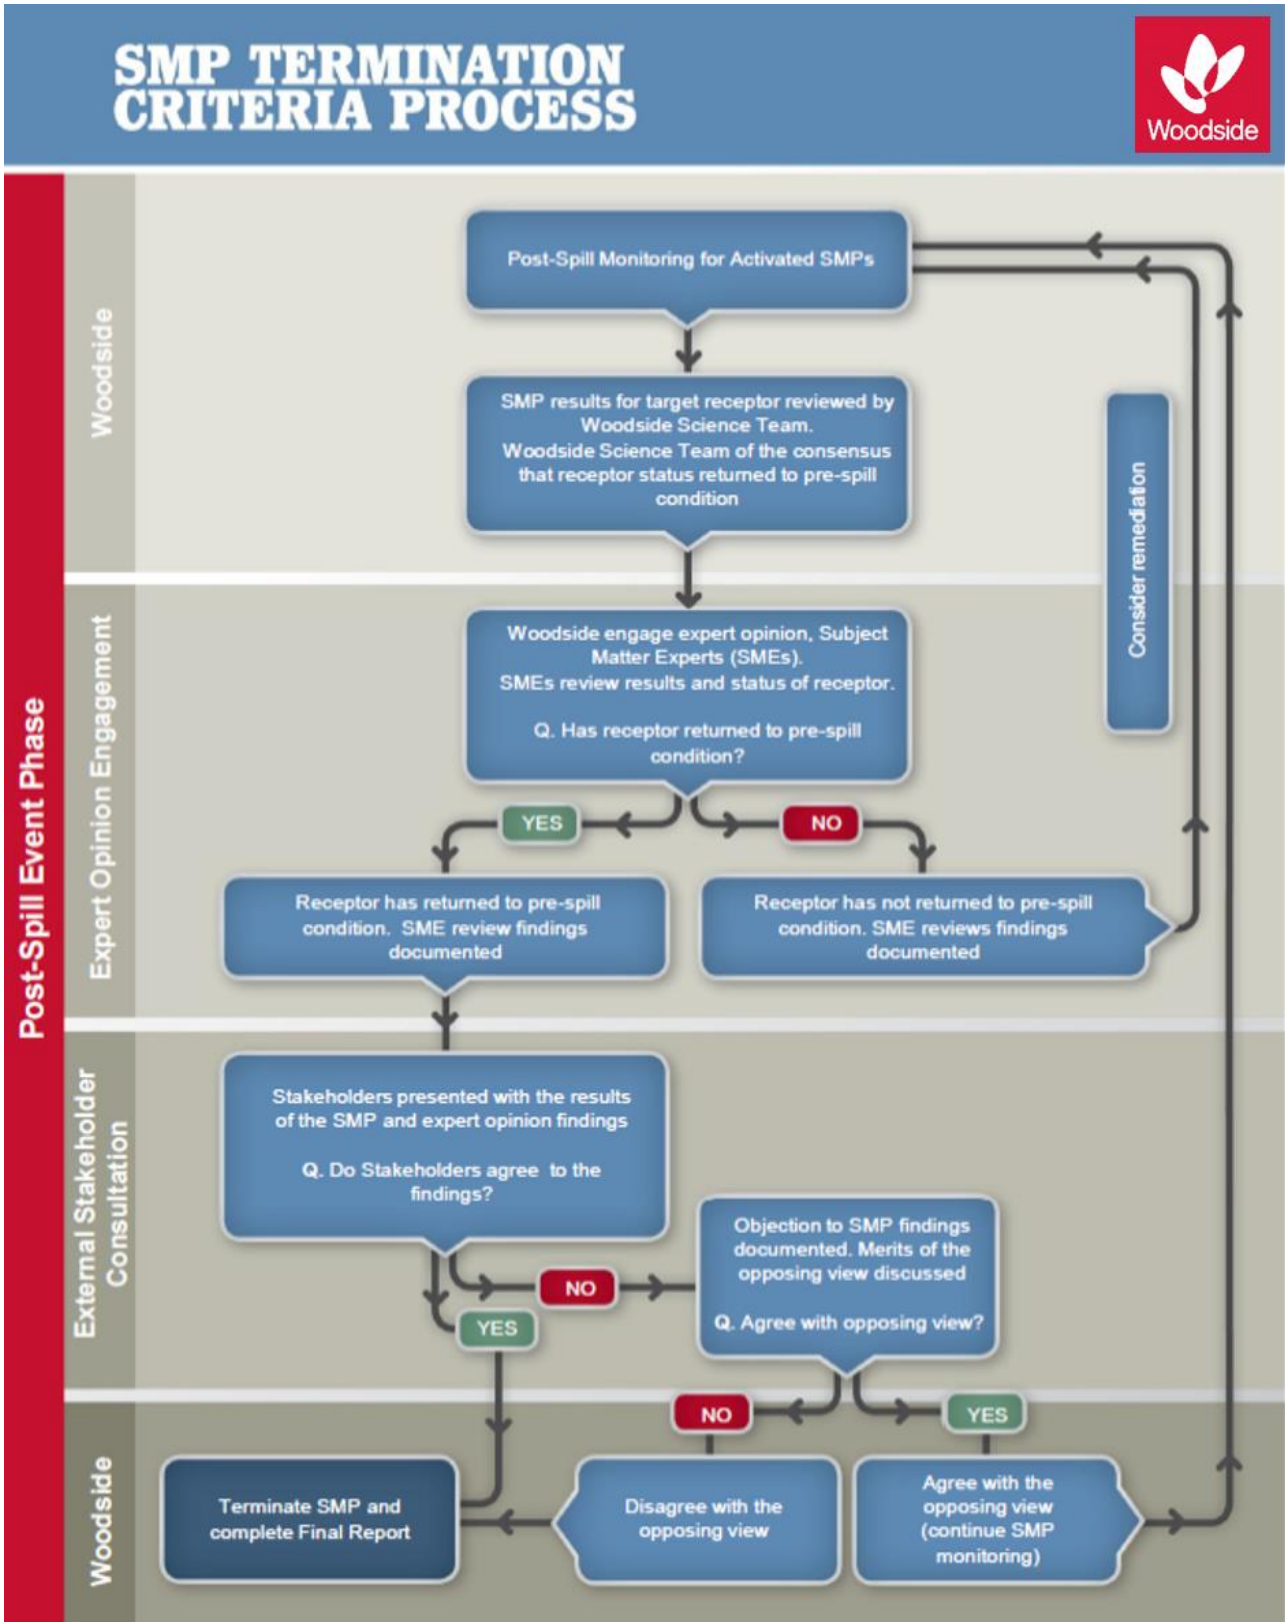 SMP TERMINATION
CRITERIA PROCESS
Woodside
Post-Spill Event Phase
Woodside
Post-Spill Monitoring for Activated SMPs
SMP results for target receptor reviewed by
Woodside Science Team.
Woodside Science Team of the consensus
that receptor status returned to pre-spill
condition
Consider remediation
Expert Opinion Engagement
Woodside engage expert opinion, Subject
Matter Experts (SMEs).
SMEs review results and status of receptor.
Q. Has receptor returned to pre-spill
condition?
YES
NO
Receptor has returned to pre-spill
condition. SME review findings
documented
Receptor has not returned to pre-spill
condition. SME reviews findings
documented
External Stakeholder
Consultation
Stakeholders presented with the results
of the SMP and expert opinion findings
Q. Do Stakeholders agree to the
findings?
NO
YES
Objection to SMP findings
documented. Merits of the
opposing view discussed
Q. Agree with opposing view?
NO
YES
Woodside
Terminate SMP and
complete Final Report
Disagree with the
opposing view
Agree with the
opposing view
(continue SMP
monitoring)